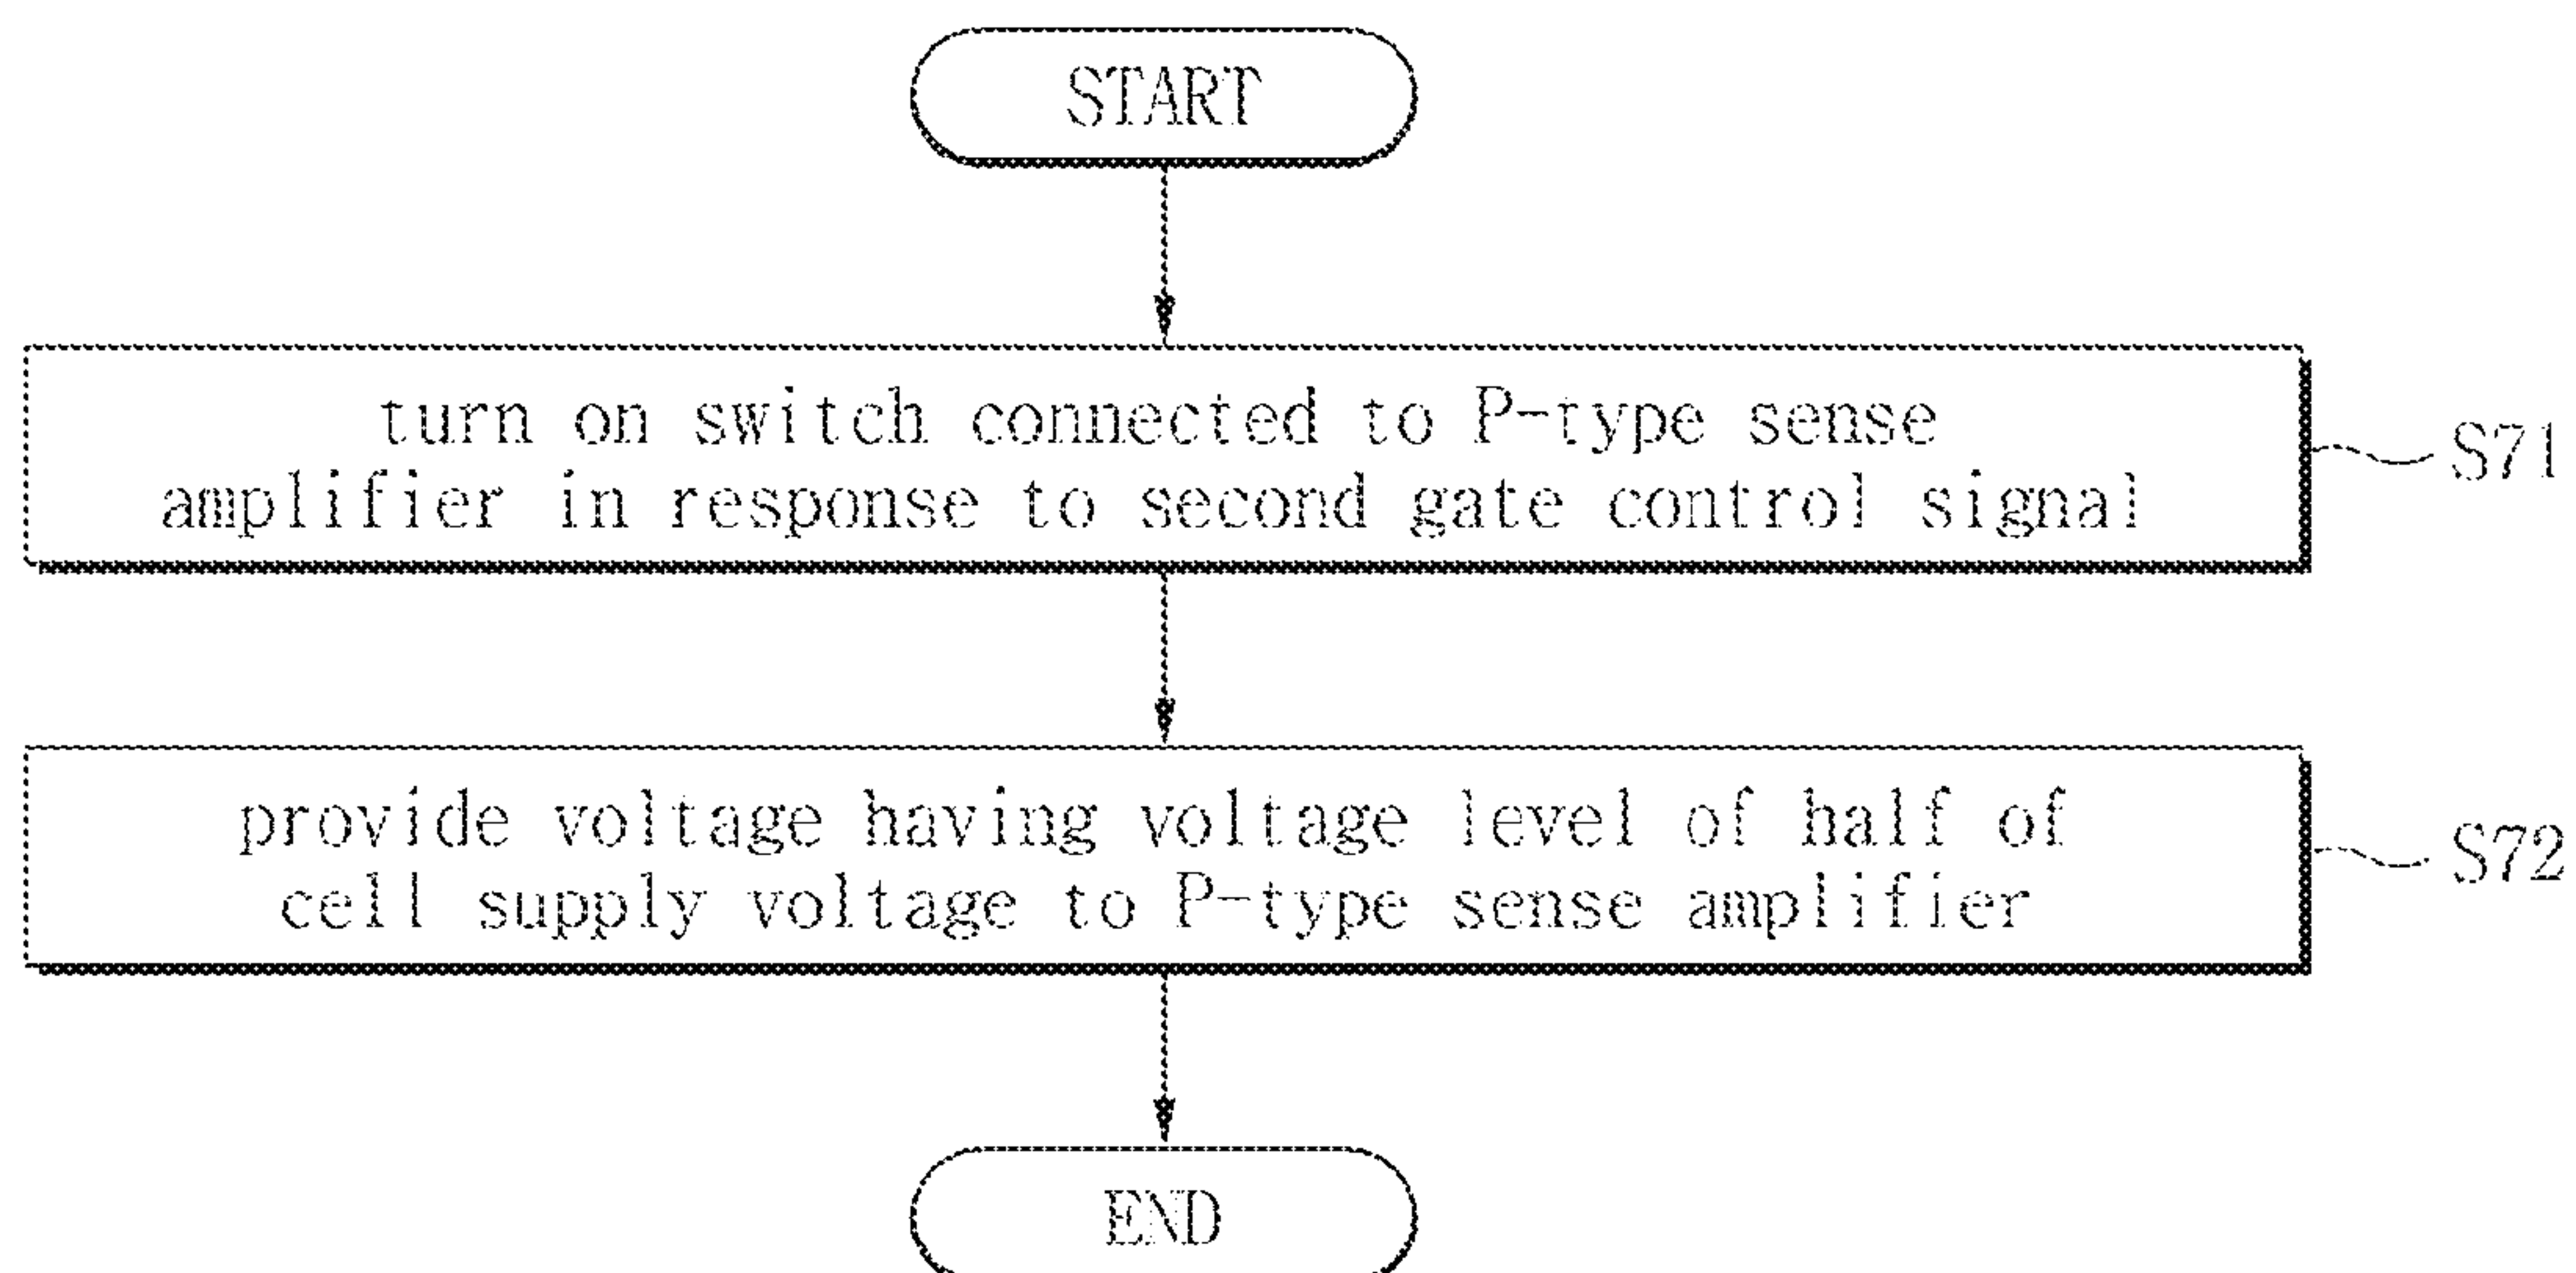 START
turn on switch connected to P-type sense
amplifier in response to second gate control signal
S71
provide voltage having voltage level of half of
cell supply voltage to P-type sense amplifier
S72
END